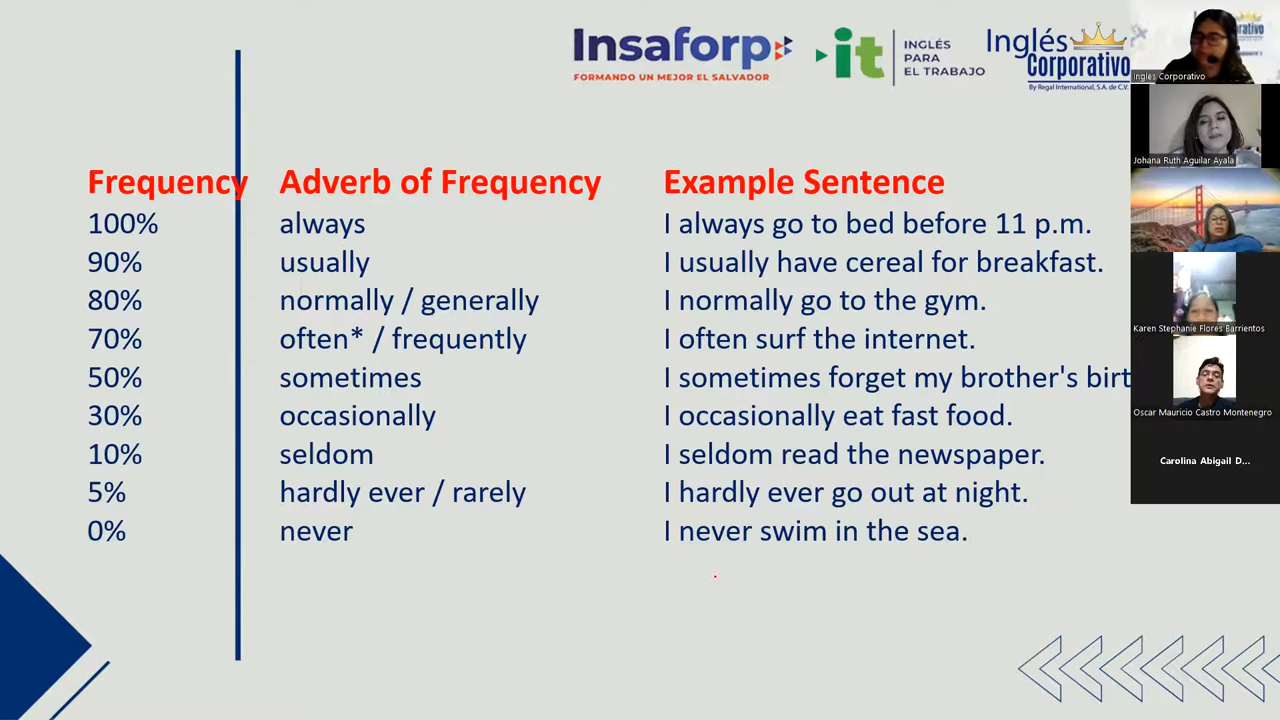 Insaforp
FORMANDO UN MEJOR EL SALVADOR
it
INGLÉS
PARA
EL TRABAJO
Inglés
Corporativo
By Regal International, S.A. de C.V.
Frequency Adverb of Frequency Example Sentence
100% always I always go to bed before 11 p.m.
90% usually I usually have cereal for breakfast.
80% normally / generally I normally go to the gym.
70% often* / frequently I often surf the internet.
50% sometimes I sometimes forget my brother's birt
30% occasionally I occasionally eat fast food.
10% seldom I seldom read the newspaper.
5% hardly ever / rarely I hardly ever go out at night.
0% never I never swim in the sea.
Ingles Corporativo
Johana Ruth Aguilar Ayala
Karen Stephanie Flores Barrientos
Oscar Mauricio Castro Montenegro
Carolina Abigail D...